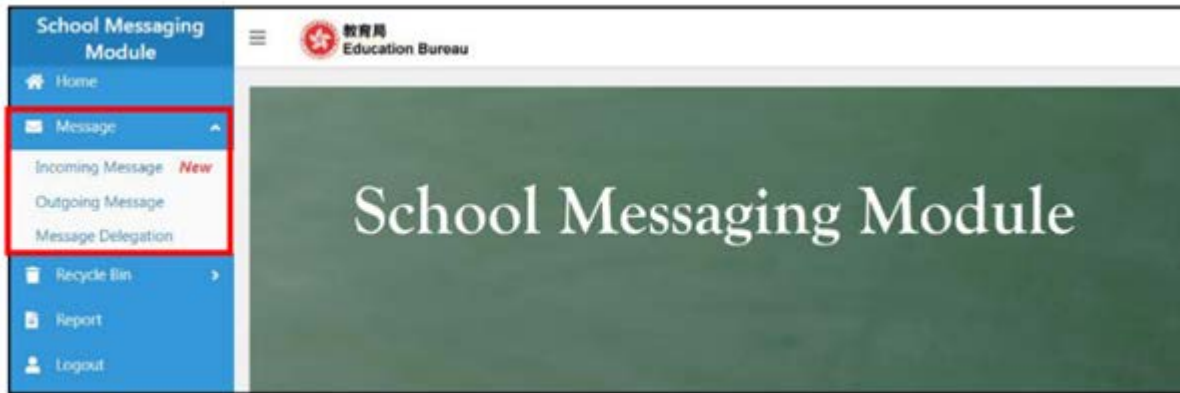 School Messaging
Module
Home
Message
Incoming Message New
Outgoing Message
Message Delegation
Recycle Bin
Report
Logout
教育局
Education Bureau
School Messaging Module